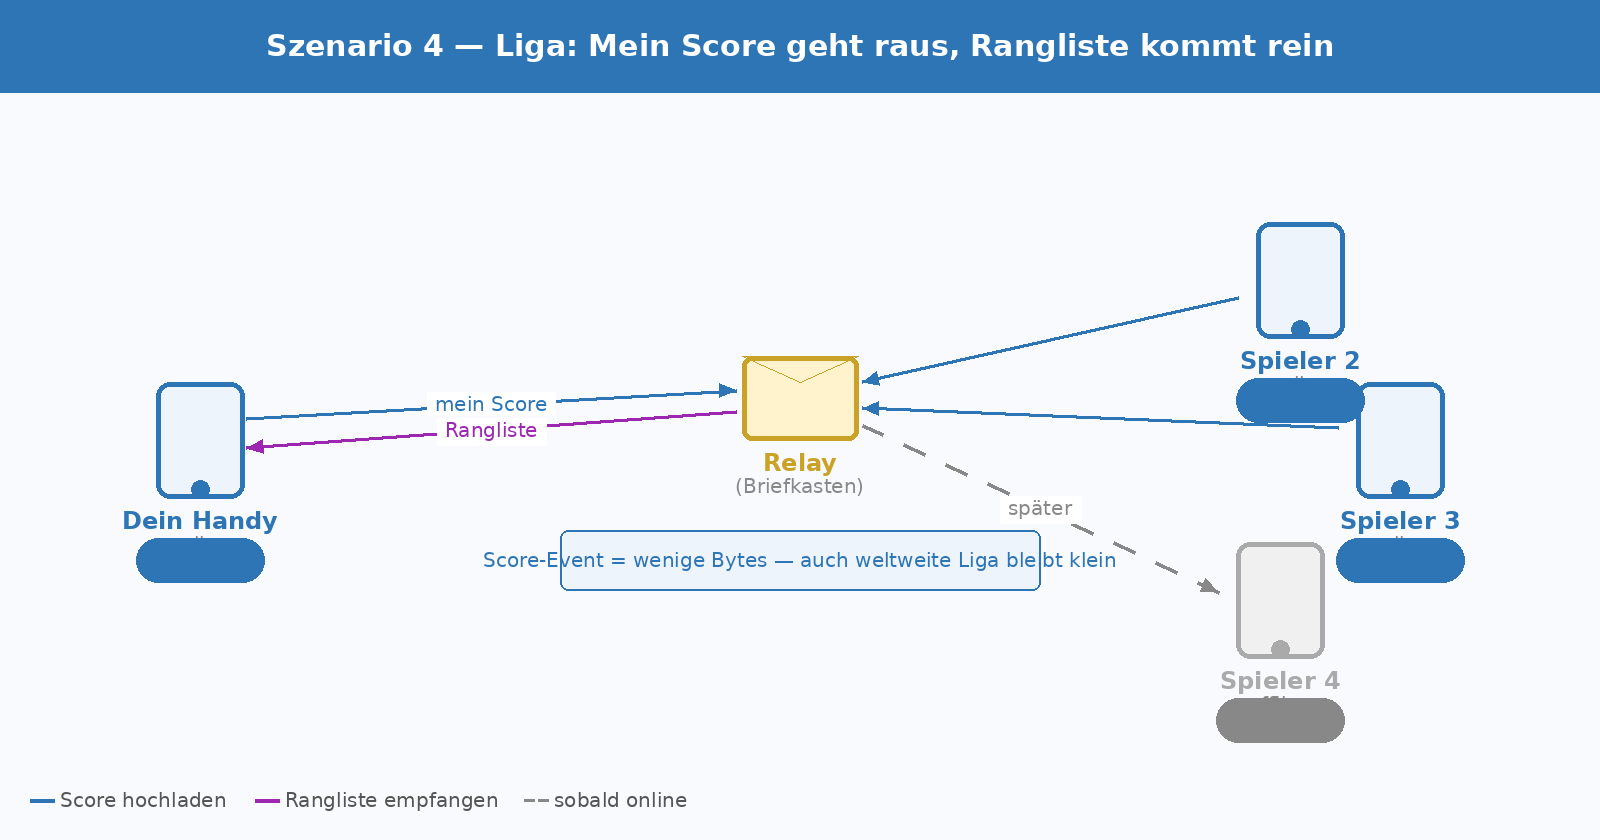 Szenario 4 — Liga: Mein Score geht raus, Rangliste kommt rein
Spieler 2
mein Score
Rangliste
Relay
(Briefkasten)
Dein Handy
Spieler 3
später
Score-Event = wenige Bytes — auch weltweite Liga bleibt klein
Spieler 4
Score hochladen
Rangliste empfangen
sobald online